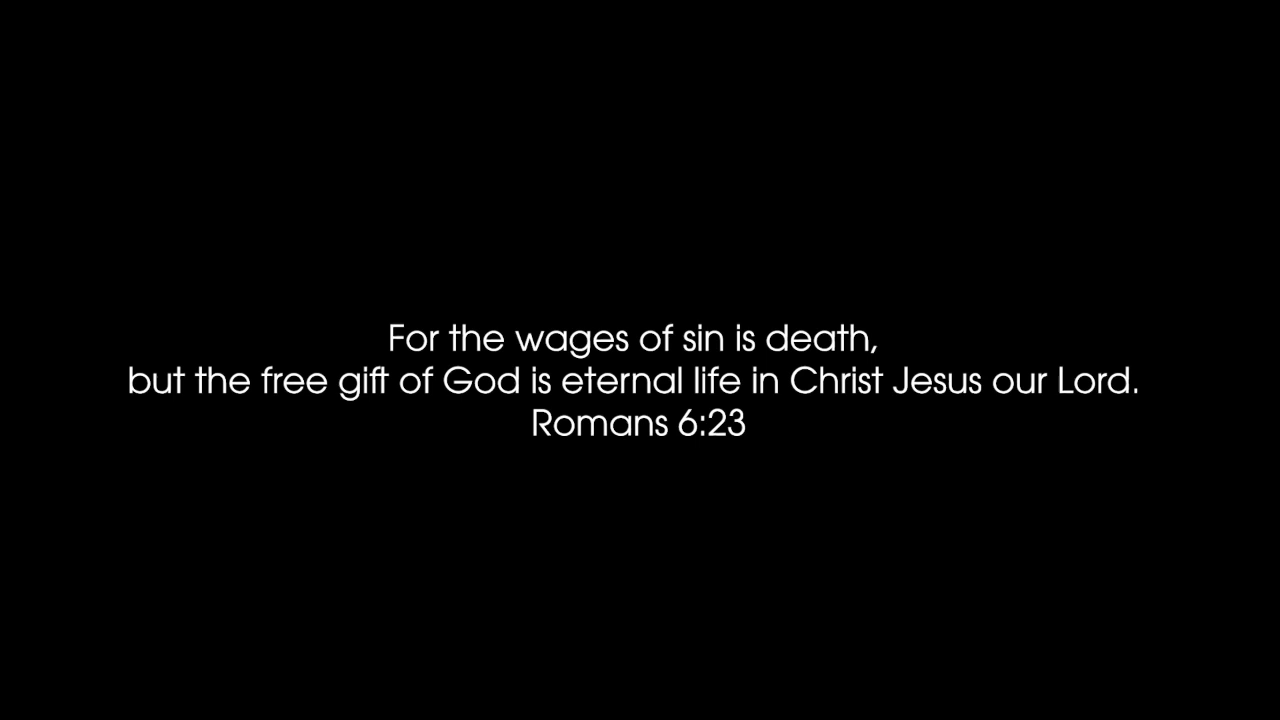 For the wages of sin is death,
but the free gift of God is eternal life in Christ Jesus our Lord.
Romans 6:23